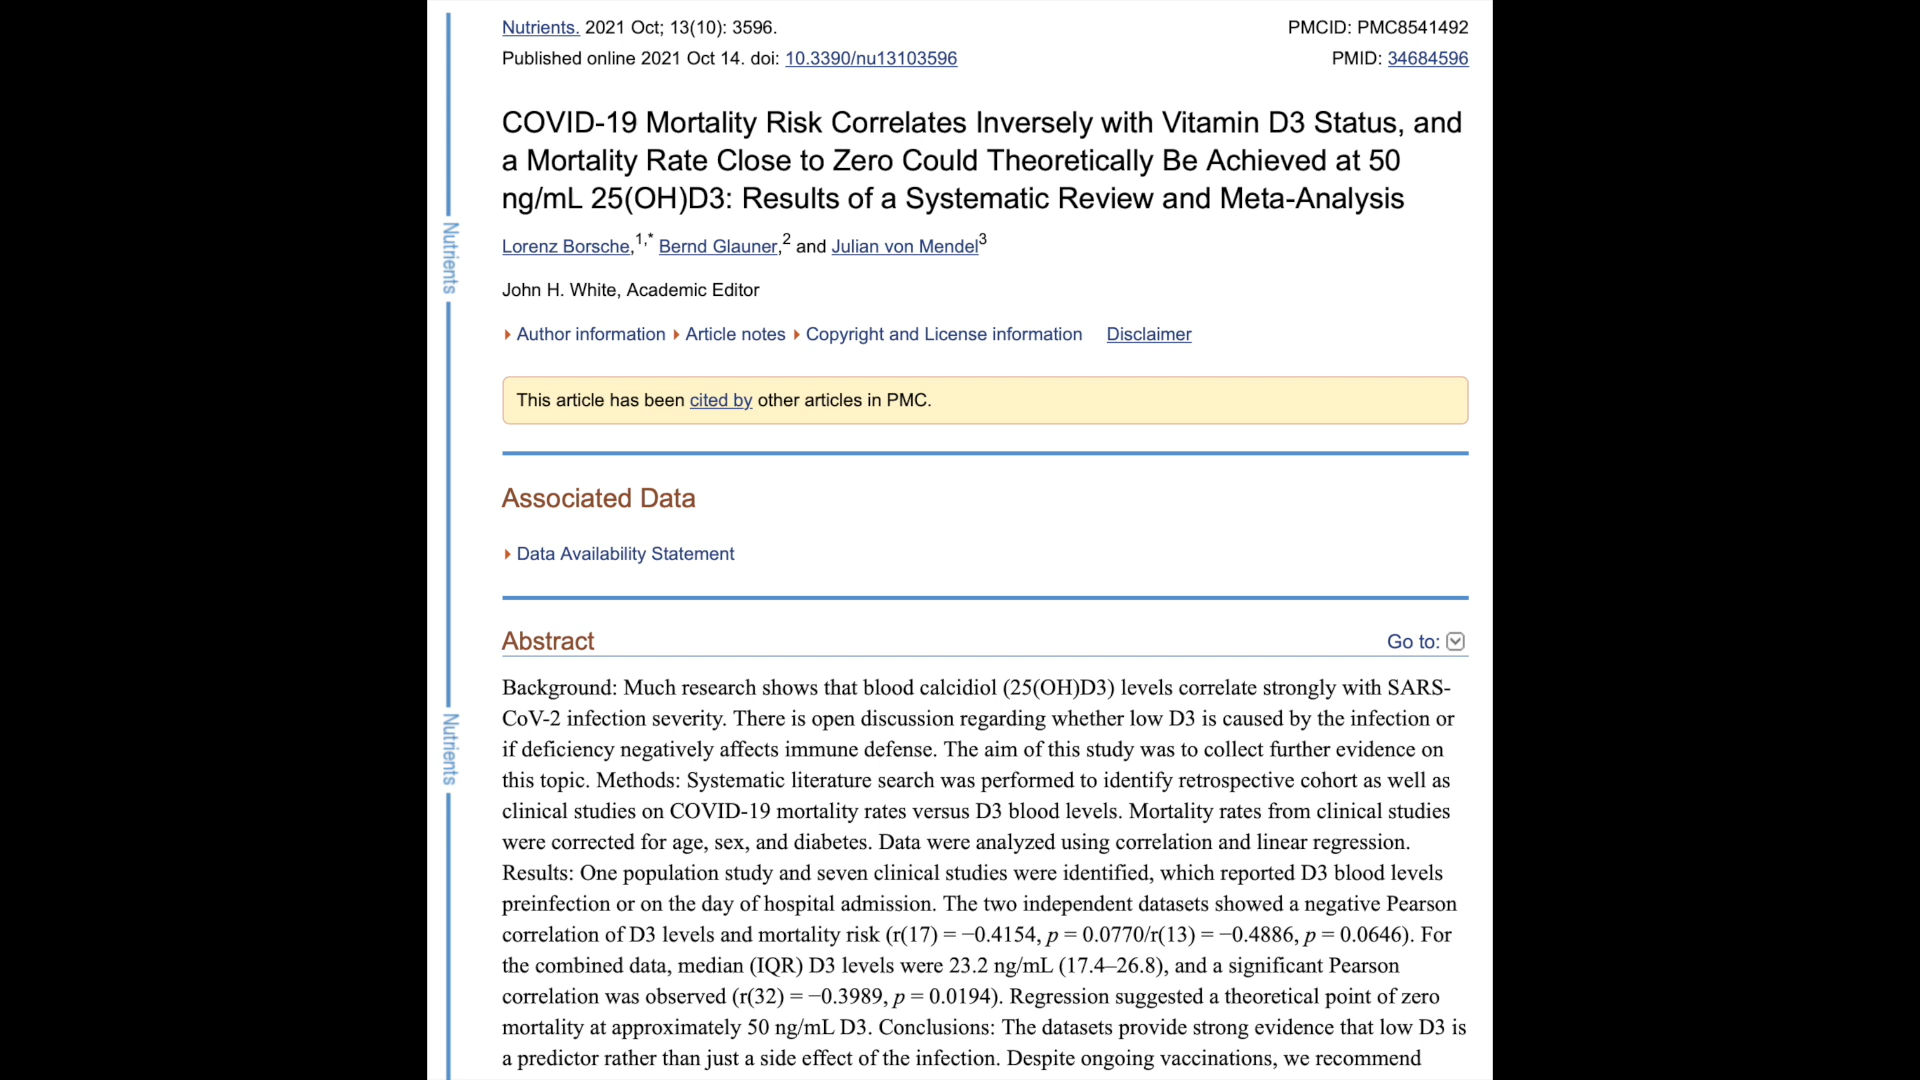 Nutrients. 2021 Oct; 13(10): 3596.
PMCID: PMC8541492
Published online 2021 Oct 14. doi: 10.3390/nu13103596
PMID: 34684596
COVID-19 Mortality Risk Correlates Inversely with Vitamin D3 Status, and
a Mortality Rate Close to Zero Could Theoretically Be Achieved at 50
ng/mL 25(OH)D3: Results of a Systematic Review and Meta-Analysis
Lorenz Borsche,1,* Bernd Glauner,2 and Julian von Mendel3
John H. White, Academic Editor
Author information Article notes Copyright and License information Disclaimer
This article has been cited by other articles in PMC.
Associated Data
Data Availability Statement
Abstract
Go to:
Background: Much research shows that blood calcidiol (25(OH)D3) levels correlate strongly with SARS-
CoV-2 infection severity. There is open discussion regarding whether low D3 is caused by the infection or
if deficiency negatively affects immune defense. The aim of this study was to collect further evidence on
this topic. Methods: Systematic literature search was performed to identify retrospective cohort as well as
clinical studies on COVID-19 mortality rates versus D3 blood levels. Mortality rates from clinical studies
were corrected for age, sex, and diabetes. Data were analyzed using correlation and linear regression.
Results: One population study and seven clinical studies were identified, which reported D3 blood levels
preinfection or on the day of hospital admission. The two independent datasets showed a negative Pearson
correlation of D3 levels and mortality risk (r(17) = −0.4154, p = 0.0770/r(13) = −0.4886, p = 0.0646). For
the combined data, median (IQR) D3 levels were 23.2 ng/mL (17.4–26.8), and a significant Pearson
correlation was observed (r(32) = −0.3989, p = 0.0194). Regression suggested a theoretical point of zero
mortality at approximately 50 ng/mL D3. Conclusions: The datasets provide strong evidence that low D3 is
a predictor rather than just a side effect of the infection. Despite ongoing vaccinations, we recommend
Nutrients
Nutrients